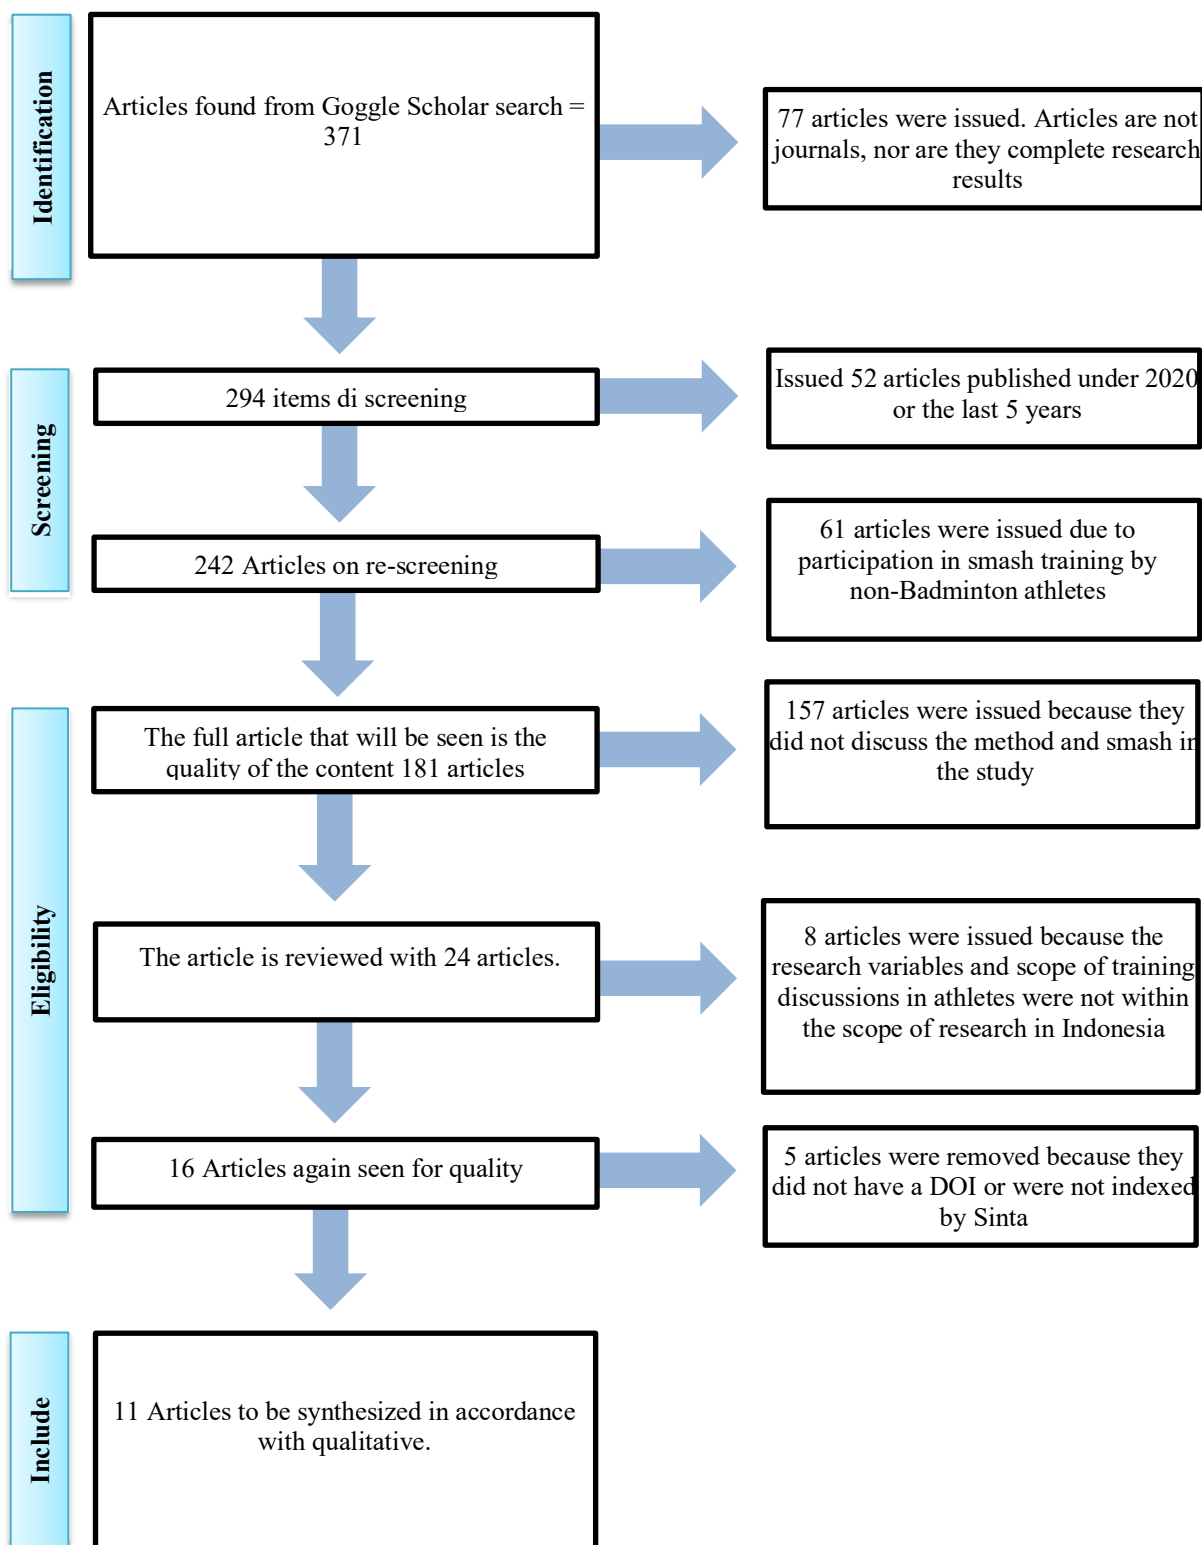 Identification
Articles found from Goggle Scholar search =
371
77 articles were issued. Articles are not
journals, nor are they complete research
results
Screening
294 items di screening
Issued 52 articles published under 2020
or the last 5 years
242 Articles on re-screening
61 articles were issued due to
participation in smash training by
non-Badminton athletes
Eligibility
The full article that will be seen is the
quality of the content 181 articles
157 articles were issued because they
did not discuss the method and smash in
the study
The article is reviewed with 24 articles.
8 articles were issued because the
research variables and scope of training
discussions in athletes were not within
the scope of research in Indonesia
16 Articles again seen for quality
5 articles were removed because they
did not have a DOI or were not indexed
by Sinta
Include
11 Articles to be synthesized in accordance
with qualitative.